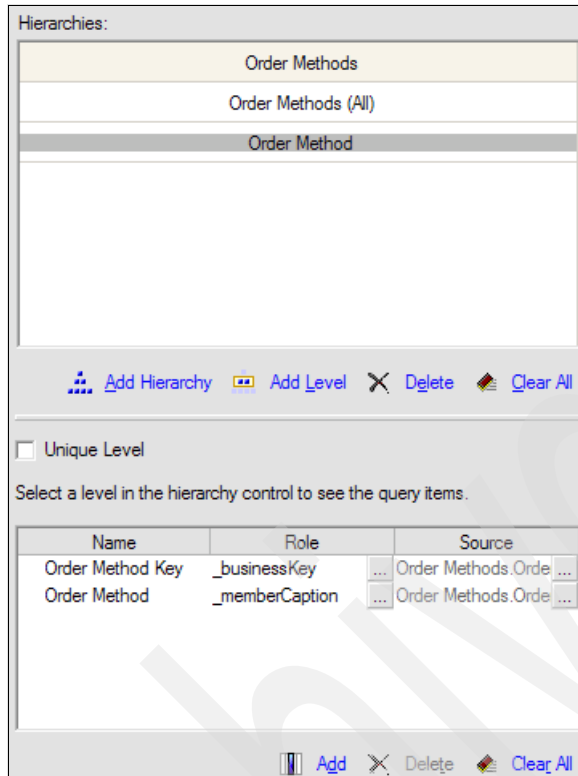 Hierarchies:
Order Methods
Order Methods (All)
Order Method
Add Hierarchy Add Level Delete Clear All
Unique Level
Select a level in the hierarchy control to see the query items.
Name Role Source
Order Method Key _businessKey ... Order Methods.Orde ...
Order Method _memberCaption ... Order Methods.Orde ...
Add Delete Clear All